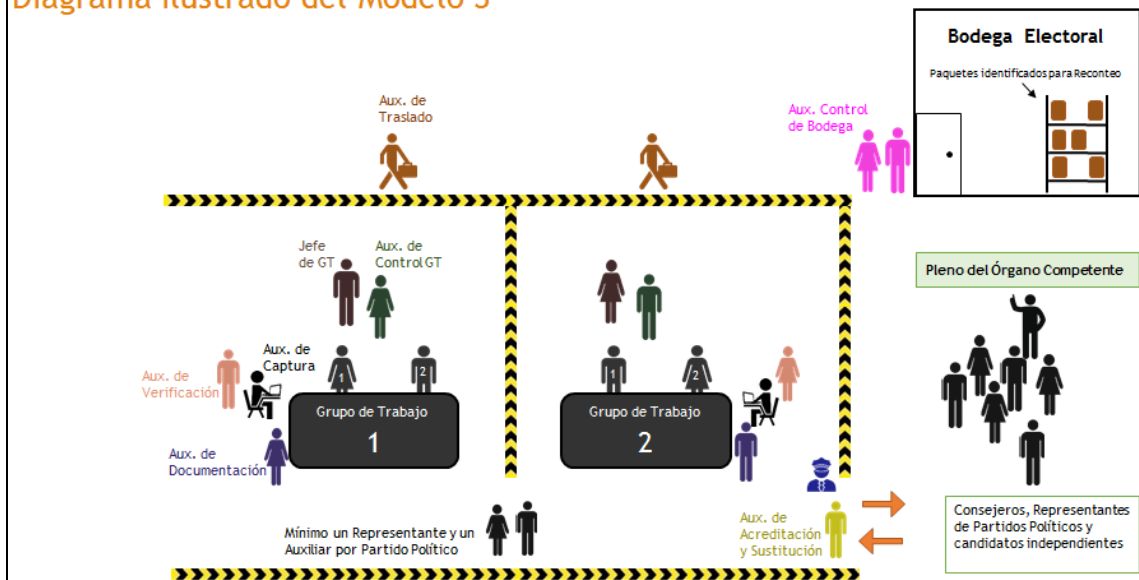 Diagrama Ilustrado del Modelo 3
Bodega Electoral
Paquetes identificados para Reconteo
Aux. de
Traslado
Aux. Control
de Bodega
Jefe
de GT
Aux. de
Control GT
Pleno del Órgano Competente
Aux. de
Captura
Aux. de
Verificación
1
2
1
2
Grupo de Trabajo
1
Grupo de Trabajo
2
Aux. de
Documentación
Mínimo un Representante y un
Auxiliar por Partido Político
Aux. de
Acreditación
y Sustitución
Consejeros, Representantes
de Partidos Políticos y
candidatos independientes